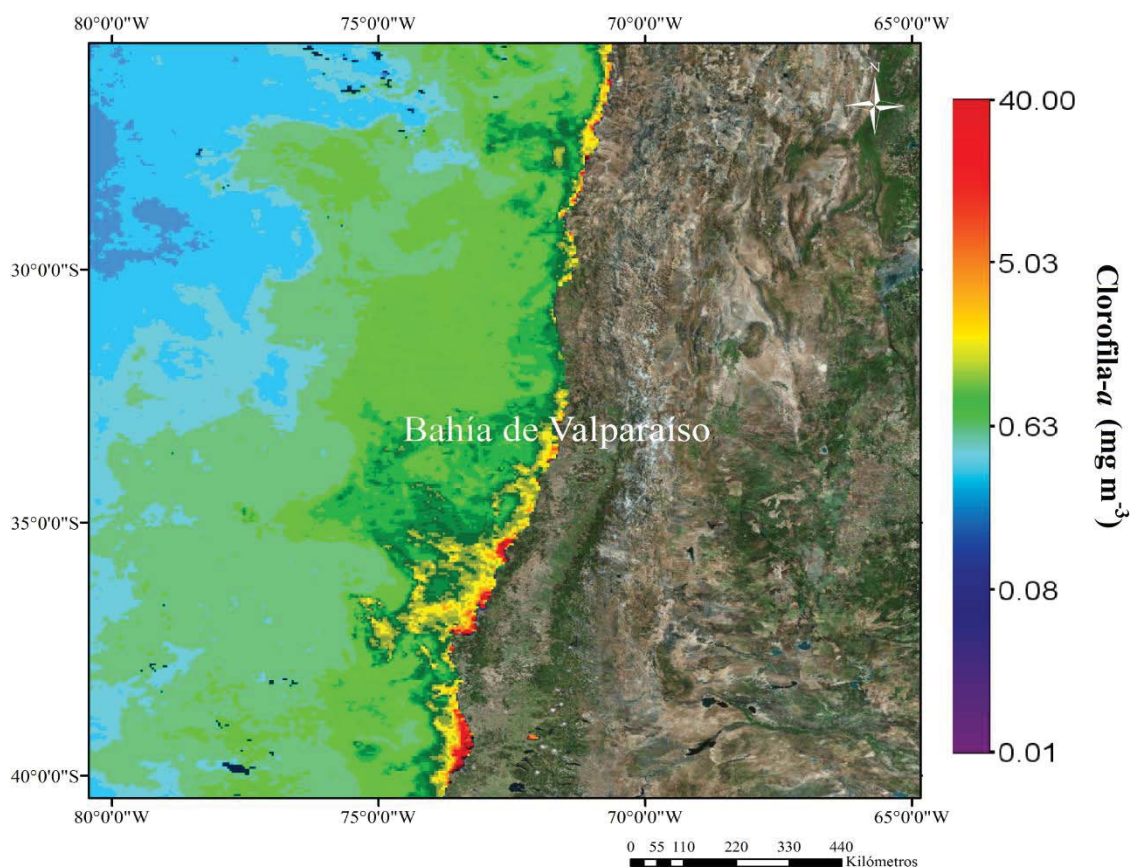 80°0'0"W
75°0'0"W
70°0'0"W
65°0'0"W
N
40.00
5.03
0.63
0.08
0.01
Clorofila-a (mg m-3)
30°0'0"S
35°0'0"S
40°0'0"S
Bahía de Valparaíso
80°0'0"W
75°0'0"W
70°0'0"W
65°0'0"W
0 55 110 220 330 440
Kilómetros